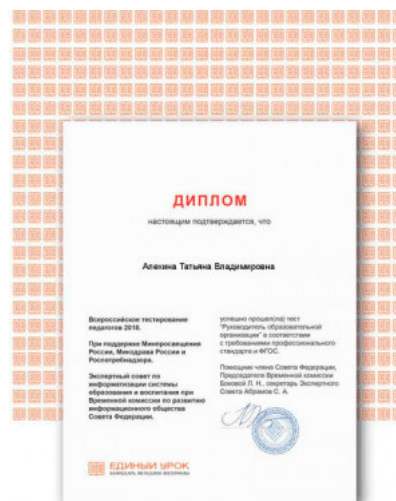 ДИПЛОМ
настоящим подтверждается, что
Алехина Татьяна Владимировна
Всероссийское тестирование
педагогов 2018.
При поддержке Минпросвещения
России, Минздрава России и
Роспотребнадзора.
Экспертный совет по
информатизации системы
образования и воспитания при
Временной комиссии по развитию
информационного общества
Совета Федерации.
успешно прошел(ла) тест
"Руководитель образовательной
организации" в соответствии
с требованиями профессионального
стандарта и ФГОС.
Помощник члена Совета Федерации,
Председателя Временной комиссии
Боковой Л. Н., секретарь Экспертного
Совета Абрамов С. А.
ЕДИНЫЙ УРОК